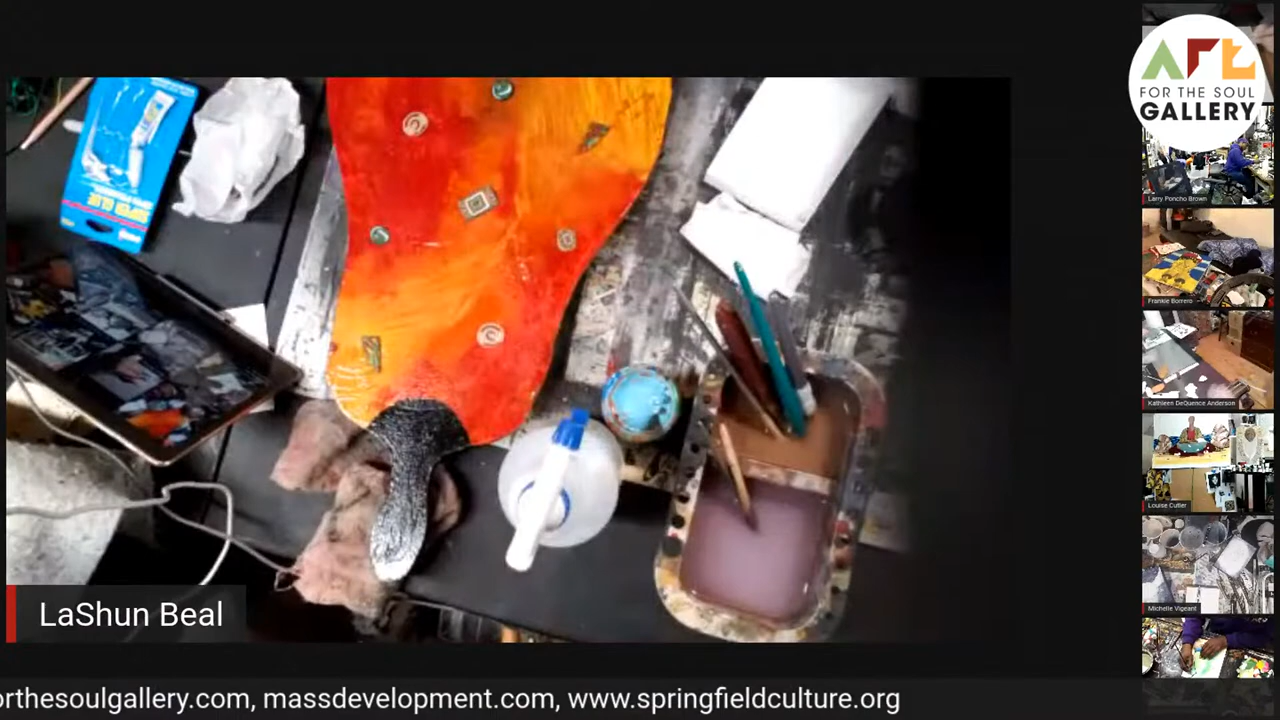 ART
FOR THE SOUL
GALLERY
Larry Poncho Brown
Frankie Borrero
Kathleen DeQuence Anderson
Louise Cutler
Michelle Vigeant
LaShun Beal
orthesoulgallery.com, massdevelopment.com, www.springfieldculture.org